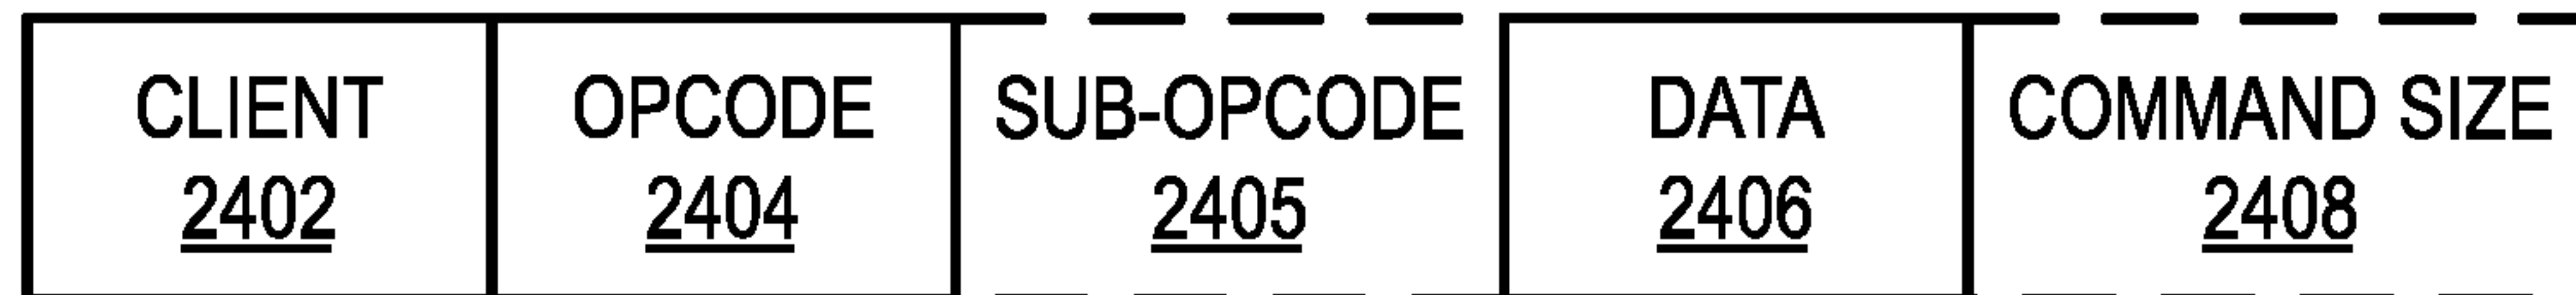 CLIENT OPCODE SUB-OPCODE DATA COMMAND SIZE
2402 2404 2405 2406 2408